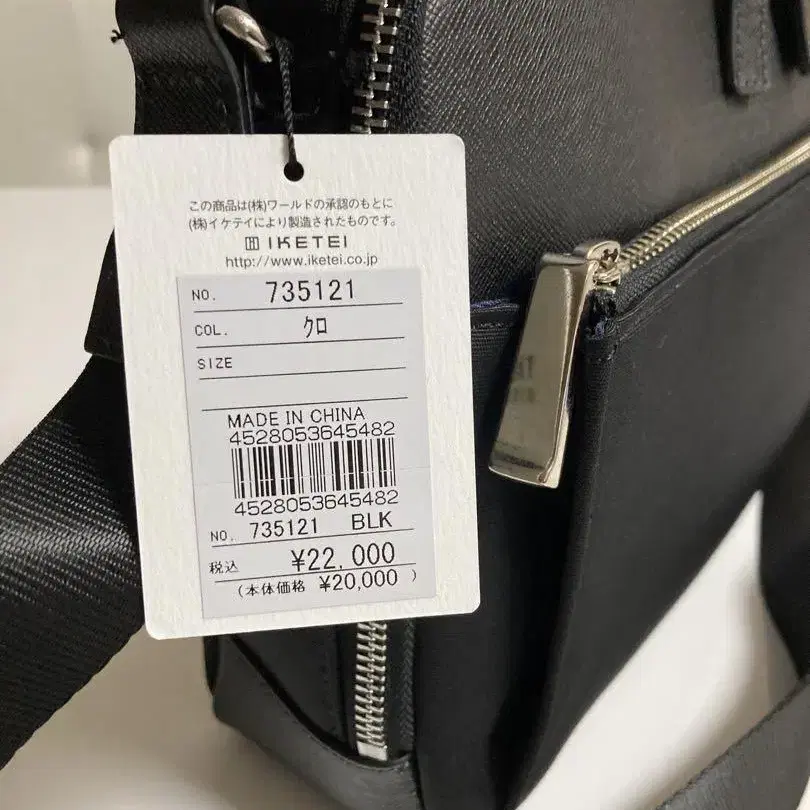 この商品は(株)ワールドの承認のもとに
(株)イケテイにより製造されたものです。
IKETEI
http://www.iketei.co.jp
NO. 735121
COL. クロ
SIZE
MADE IN CHINA
4528053645482
4528053645482
NO. 735121 BLK
税込 ¥22,000
(本体価格 ¥20,000 )